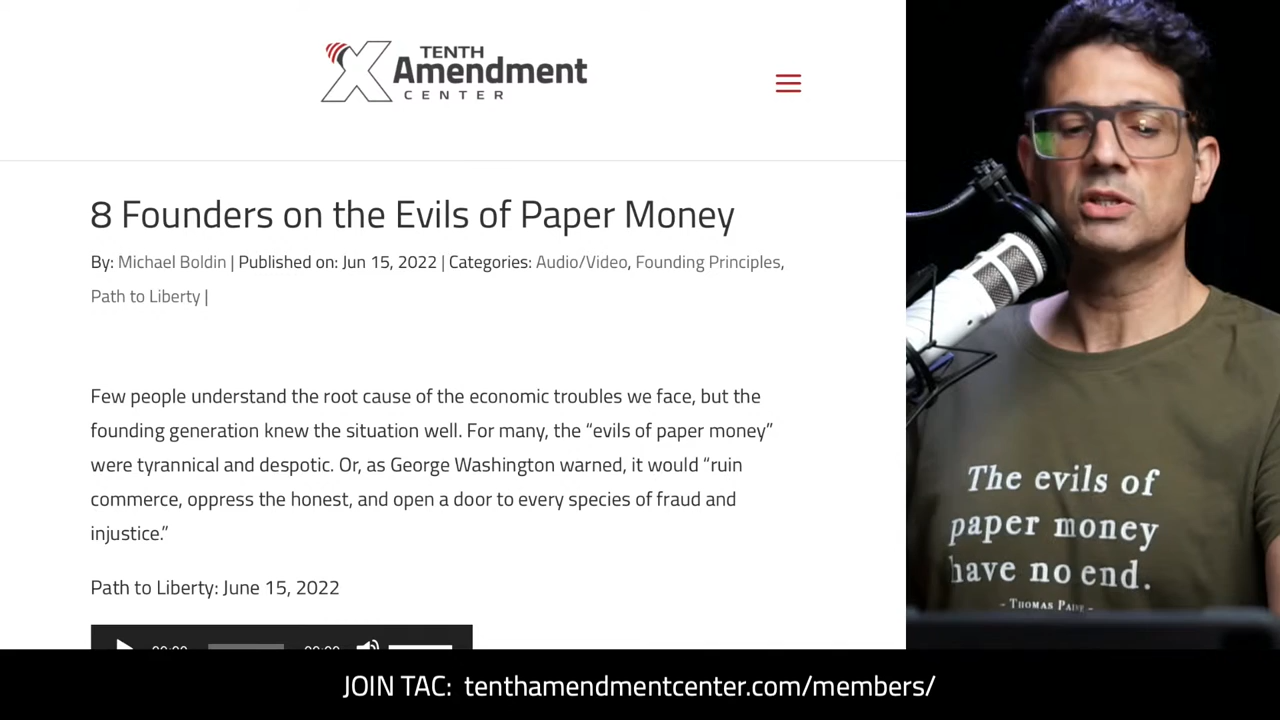 TENTH
Amendment
CENTER
8 Founders on the Evils of Paper Money
By: Michael Boldin | Published on: Jun 15, 2022 | Categories: Audio/Video, Founding Principles,
Path to Liberty |
Few people understand the root cause of the economic troubles we face, but the
founding generation knew the situation well. For many, the “evils of paper money”
were tyrannical and despotic. Or, as George Washington warned, it would “ruin
commerce, oppress the honest, and open a door to every species of fraud and
injustice.”
Path to Liberty: June 15, 2022
00:00 00:00
The evils of
paper money
have no end.
- Thomas Paine -
JOIN TAC: tenthamendmentcenter.com/members/